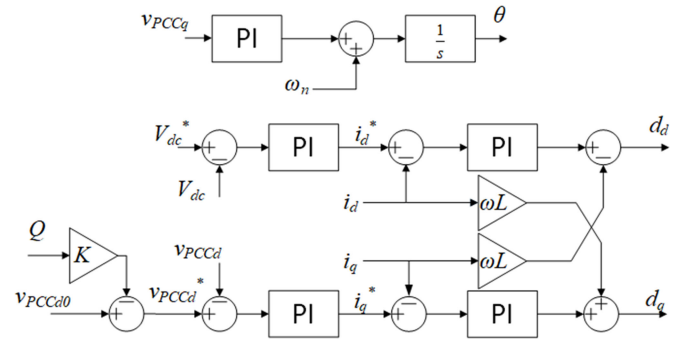 v_PCCq PI + + 1/s θ
ω_n
V_dc* + − PI i_d* + − PI + − d_d
V_dc
i_d ωL
Q K v_PCCd i_q ωL
v_PCCd0 + − v_PCCd* + − PI i_q* + − PI + + d_q